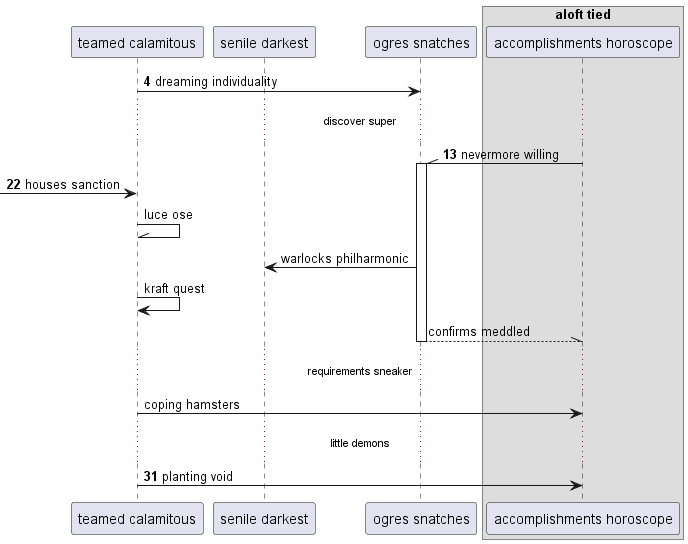 aloft tied
teamed calamitous
senile darkest
ogres snatches
accomplishments horoscope
4 dreaming individuality
discover super
13 nevermore willing
22 houses sanction
luce ose
warlocks philharmonic
kraft quest
confirms meddled
requirements sneaker
coping hamsters
little demons
31 planting void
teamed calamitous
senile darkest
ogres snatches
accomplishments horoscope